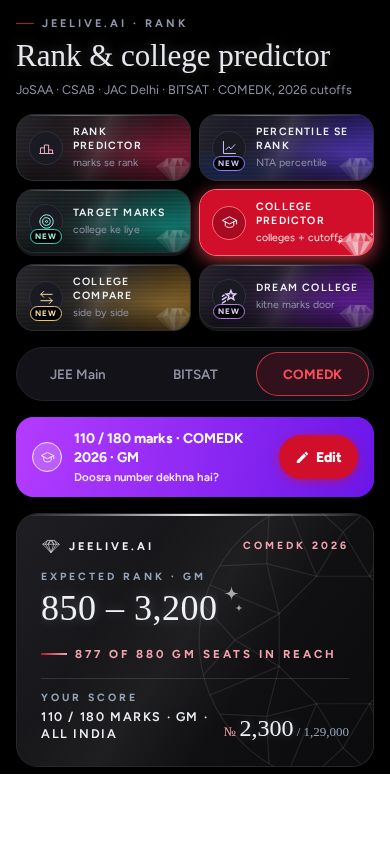 JEELIVE.AI · RANK
Rank & college predictor
JoSAA · CSAB · JAC Delhi · BITSAT · COMEDK, 2026 cutoffs
RANK
PREDICTOR
marks se rank
PERCENTILE SE
RANK
NTA percentile
NEW
TARGET MARKS
college ke liye
NEW
COLLEGE
PREDICTOR
colleges + cutoffs
COLLEGE
COMPARE
side by side
NEW
DREAM COLLEGE
kitne marks door
NEW
JEE Main
BITSAT
COMEDK
110 / 180 marks · COMEDK
2026 · GM
Doosra number dekhna hai?
Edit
JEELIVE.AI
COMEDK 2026
EXPECTED RANK · GM
850 – 3,200
877 OF 880 GM SEATS IN REACH
YOUR SCORE
110 / 180 MARKS · GM ·
ALL INDIA
№ 2,300 / 1,29,000